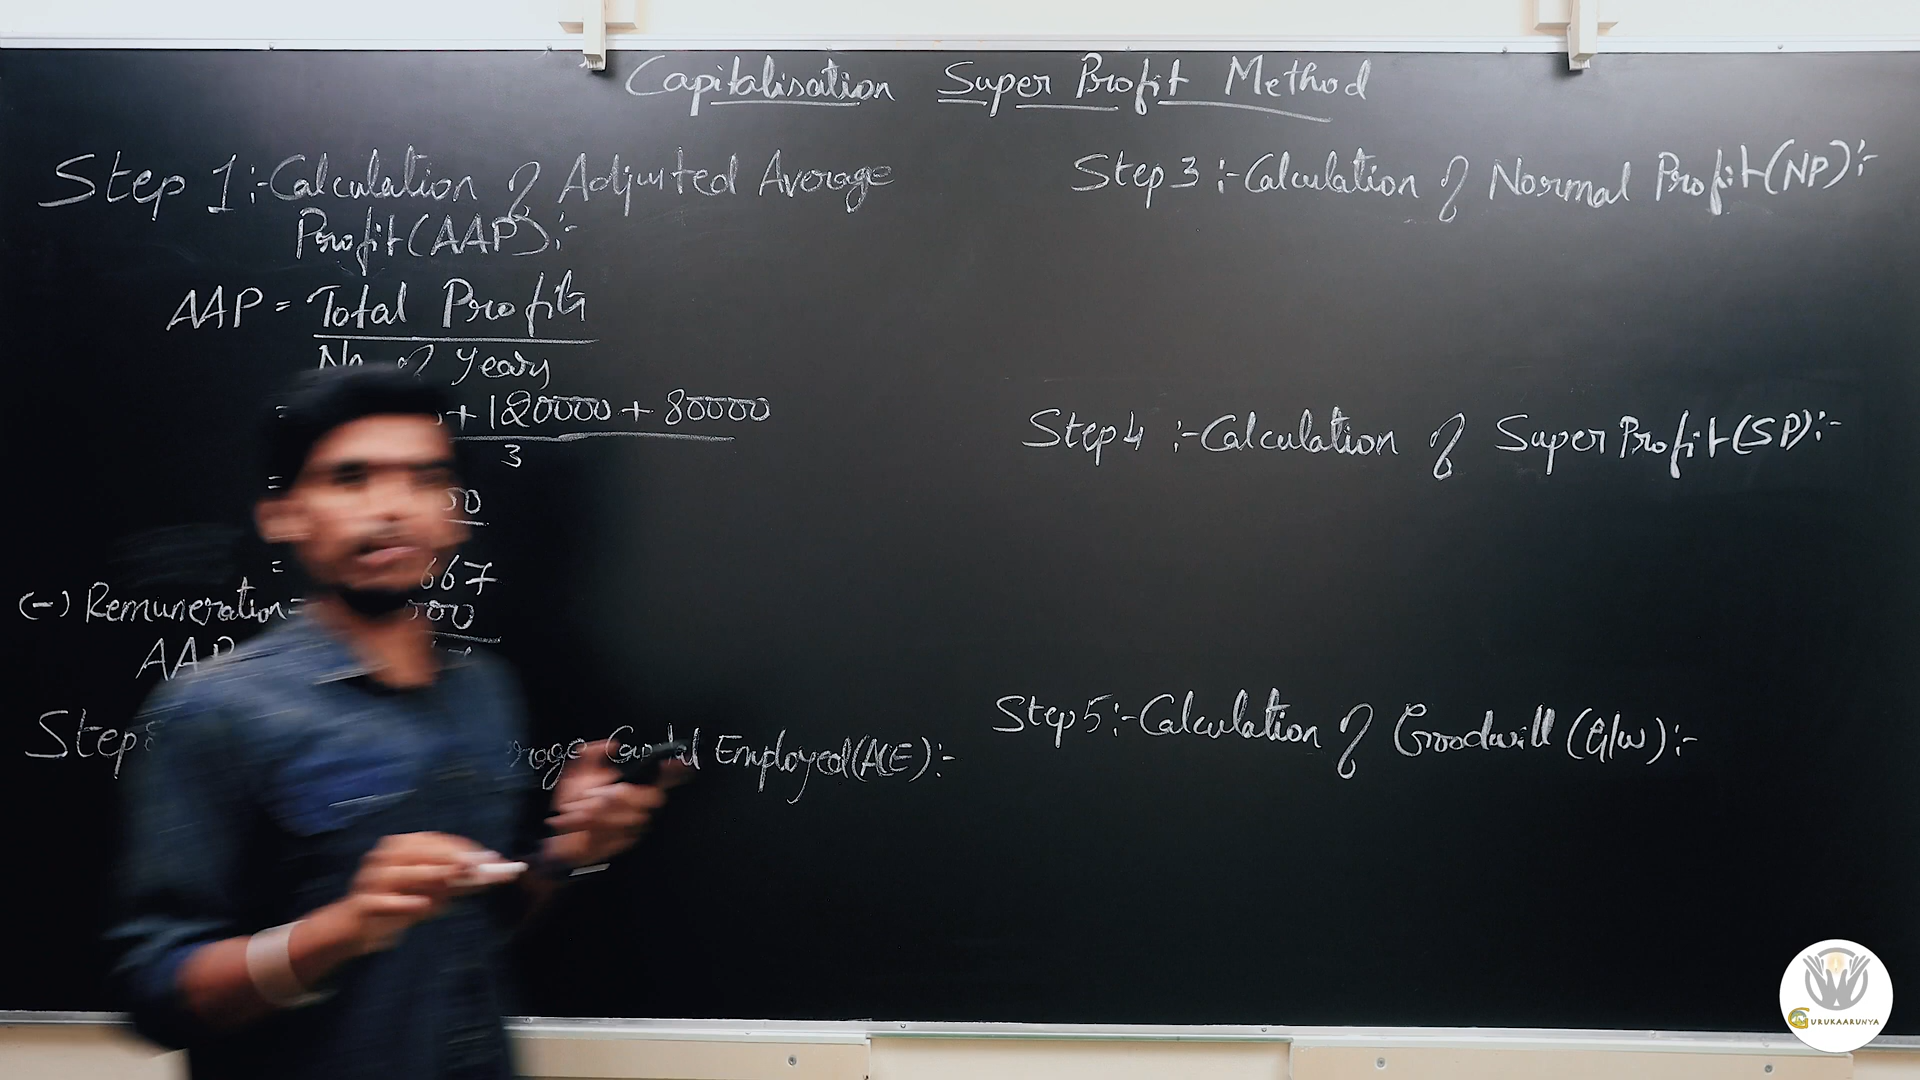 Capitalisation Super Profit Method
Step 1:- Calculation of Adjusted Average
Profit (AAP):-
AAP = Total Profits
No of Years
= + 120000 + 80000
3
=
= 667
(-) Remuneration =
AAP
Step Capital Employed (ACE):-
Step 3 :- Calculation of Normal Profit (NP):-
Step 4 :- Calculation of Super Profit (SP):-
Step 5:- Calculation of Goodwill (G/W):-
GURUKAARUNYA